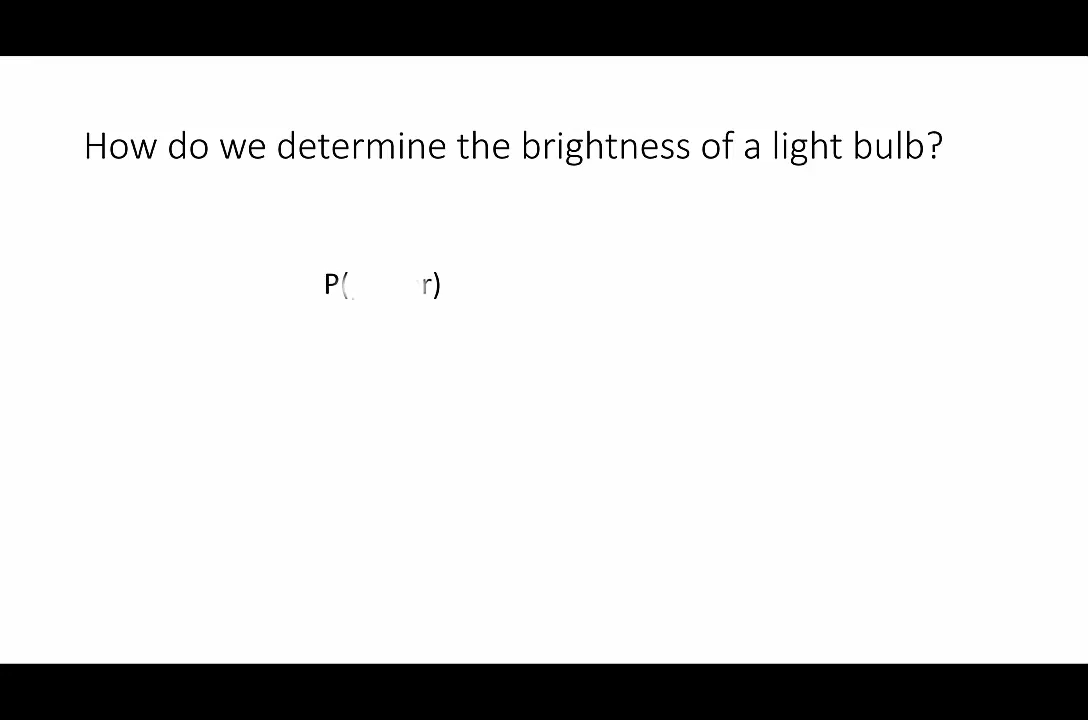 How do we determine the brightness of a light bulb?
P( r)